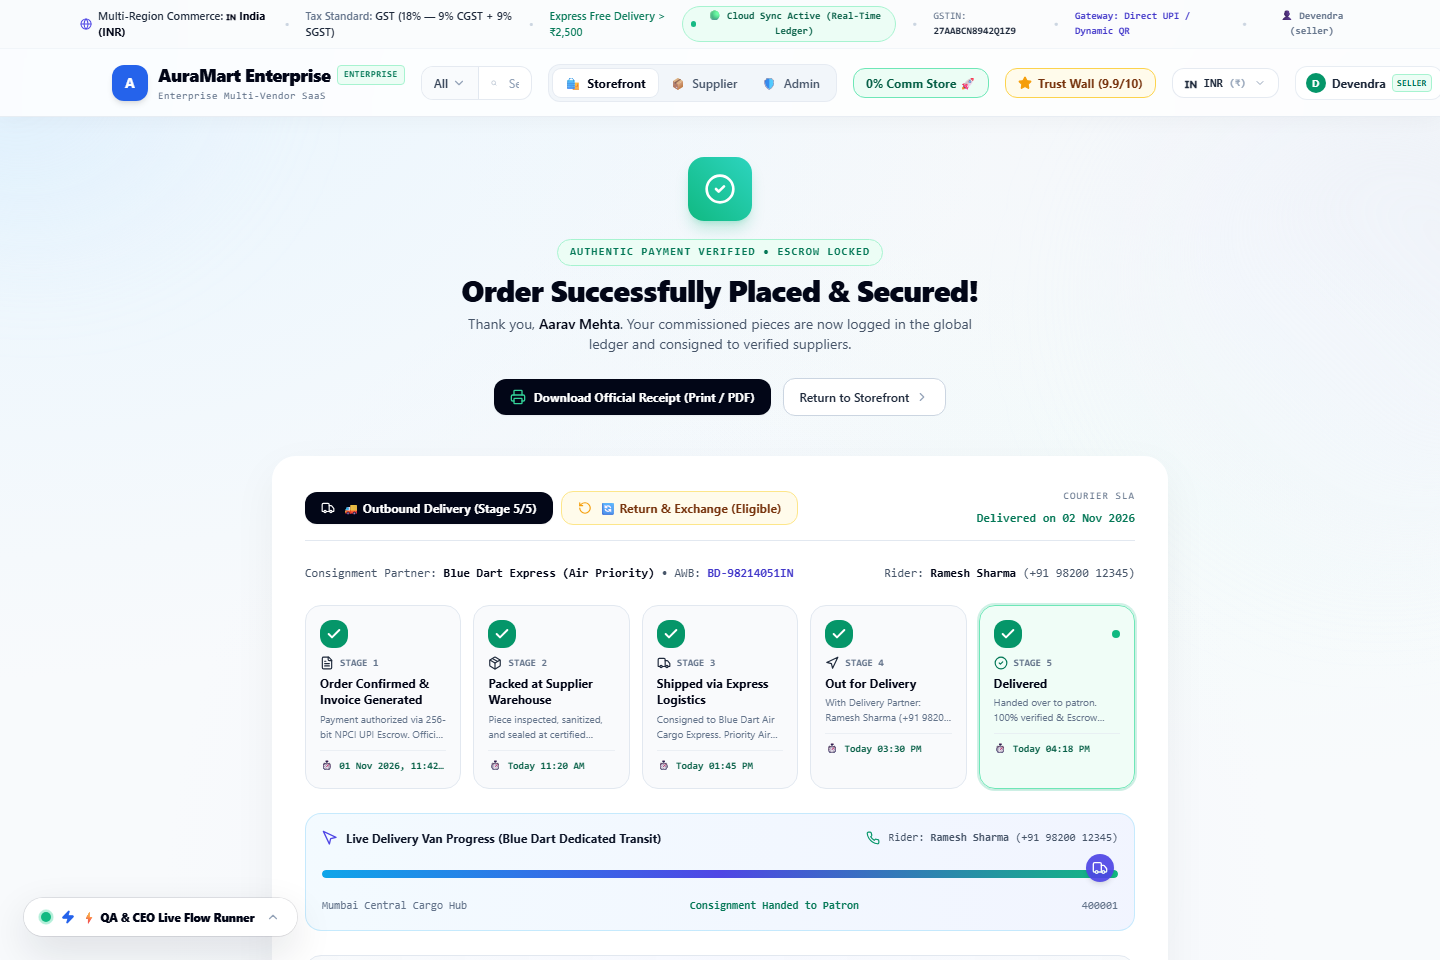 Multi-Region Commerce: IN India (INR)
Tax Standard: GST (18% — 9% CGST + 9% SGST)
Express Free Delivery > ₹2,500
Cloud Sync Active (Real-Time Ledger)
GSTIN: 27AABCN8942Q1Z9
Gateway: Direct UPI / Dynamic QR
Devendra (seller)
A
AuraMart Enterprise
ENTERPRISE
Enterprise Multi-Vendor SaaS
All
Se
Storefront
Supplier
Admin
0% Comm Store 🚀
Trust Wall (9.9/10)
IN INR (₹)
D Devendra SELLER
AUTHENTIC PAYMENT VERIFIED • ESCROW LOCKED
Order Successfully Placed & Secured!
Thank you, Aarav Mehta. Your commissioned pieces are now logged in the global
ledger and consigned to verified suppliers.
Download Official Receipt (Print / PDF)
Return to Storefront
🚚 Outbound Delivery (Stage 5/5)
🔄 Return & Exchange (Eligible)
COURIER SLA
Delivered on 02 Nov 2026
Consignment Partner: Blue Dart Express (Air Priority) • AWB: BD-98214051IN
Rider: Ramesh Sharma (+91 98200 12345)
STAGE 1
Order Confirmed &
Invoice Generated
Payment authorized via 256-
bit NPCI UPI Escrow. Offici...
01 Nov 2026, 11:42…
STAGE 2
Packed at Supplier
Warehouse
Piece inspected, sanitized,
and sealed at certified...
Today 11:20 AM
STAGE 3
Shipped via Express
Logistics
Consigned to Blue Dart Air
Cargo Express. Priority Air...
Today 01:45 PM
STAGE 4
Out for Delivery
With Delivery Partner:
Ramesh Sharma (+91 9820...
Today 03:30 PM
STAGE 5
Delivered
Handed over to patron.
100% verified & Escrow...
Today 04:18 PM
Live Delivery Van Progress (Blue Dart Dedicated Transit)
Rider: Ramesh Sharma (+91 98200 12345)
Mumbai Central Cargo Hub
Consignment Handed to Patron
400001
QA & CEO Live Flow Runner